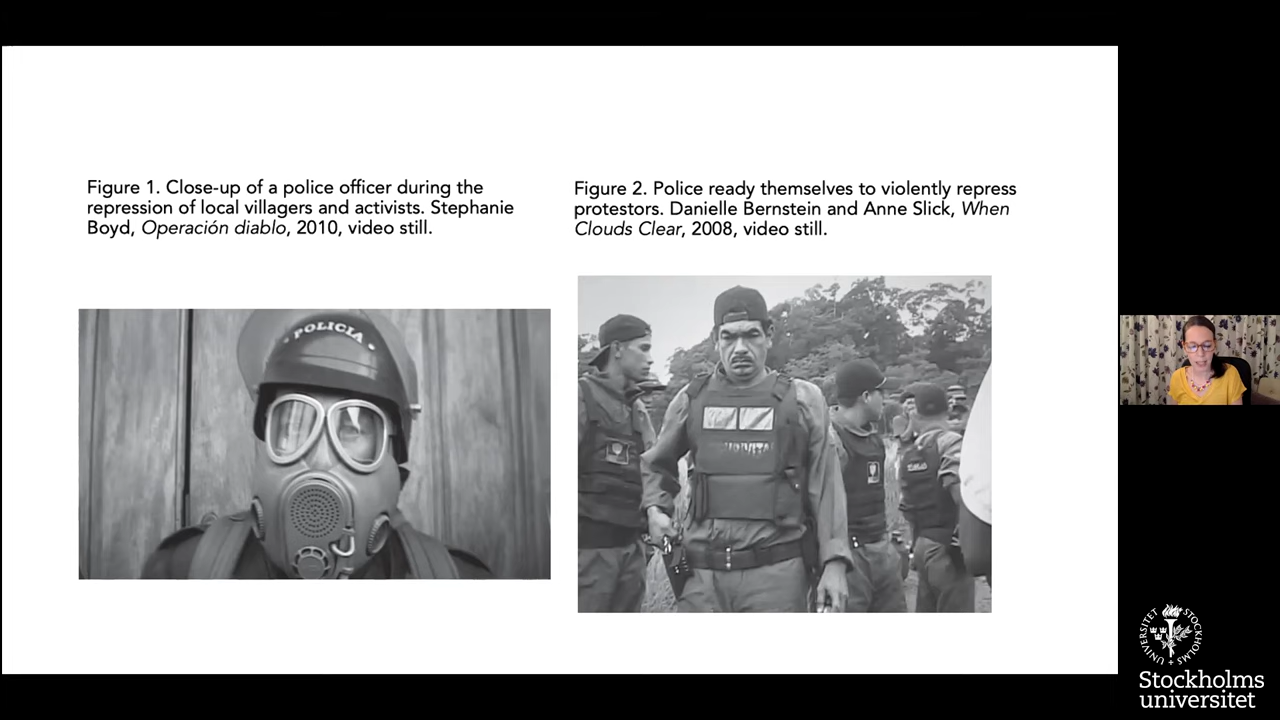 Figure 1. Close-up of a police officer during the
repression of local villagers and activists. Stephanie
Boyd, Operación diablo, 2010, video still.
Figure 2. Police ready themselves to violently repress
protestors. Danielle Bernstein and Anne Slick, When
Clouds Clear, 2008, video still.
POLICIA
STOCKHOLMS UNIVERSITET
Stockholms
universitet